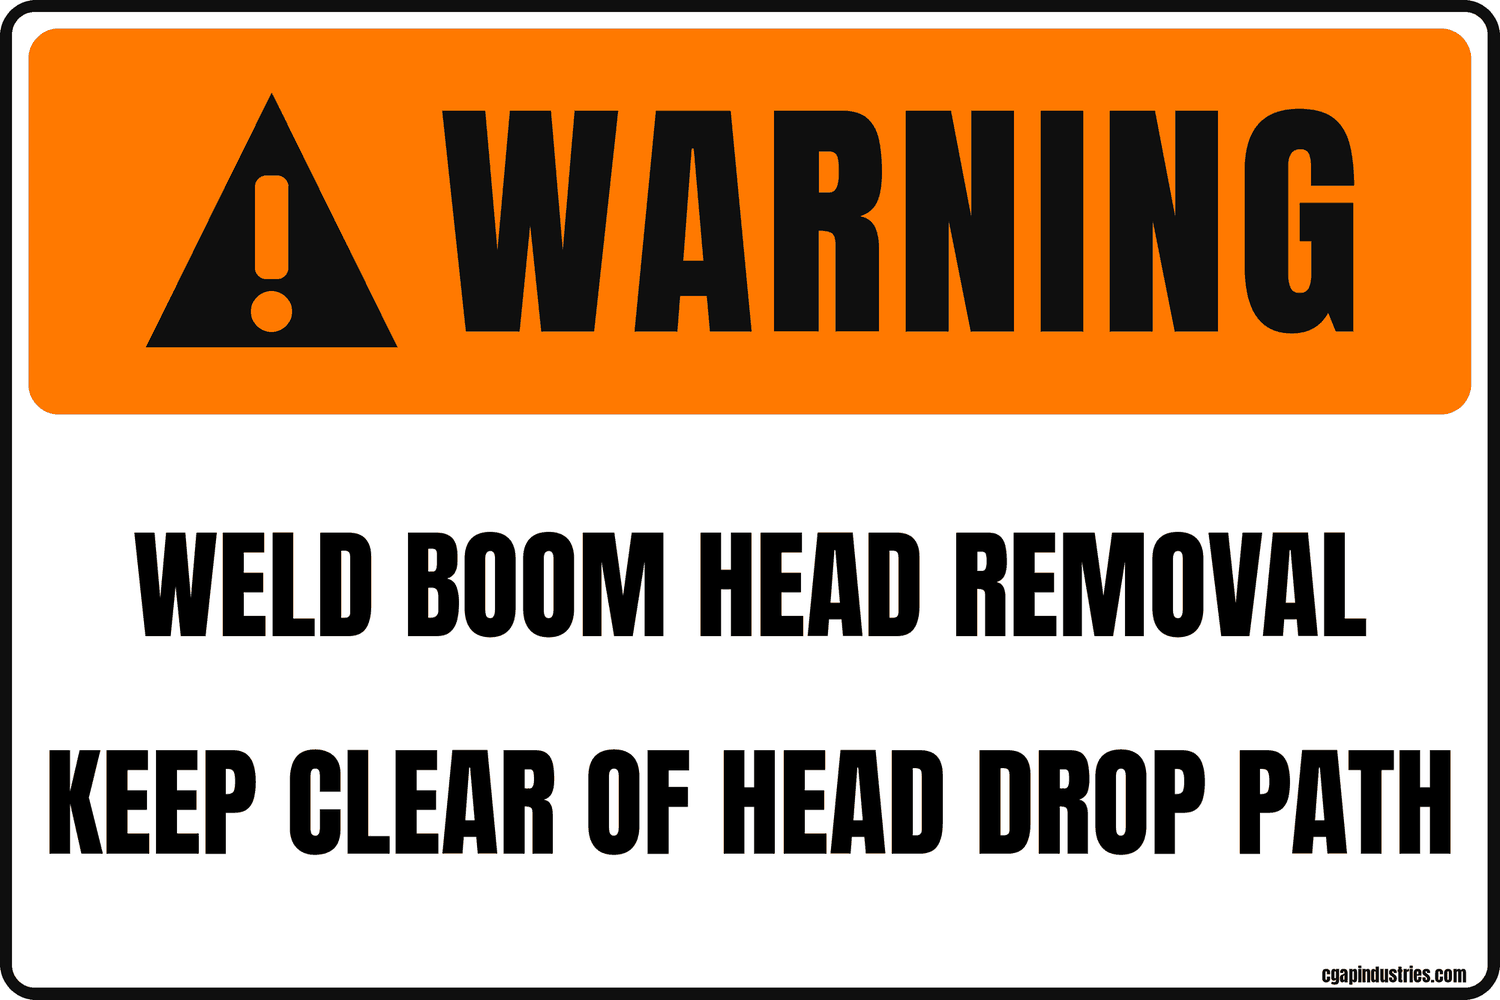 WARNING
WELD BOOM HEAD REMOVAL
KEEP CLEAR OF HEAD DROP PATH
cgapindustries.com